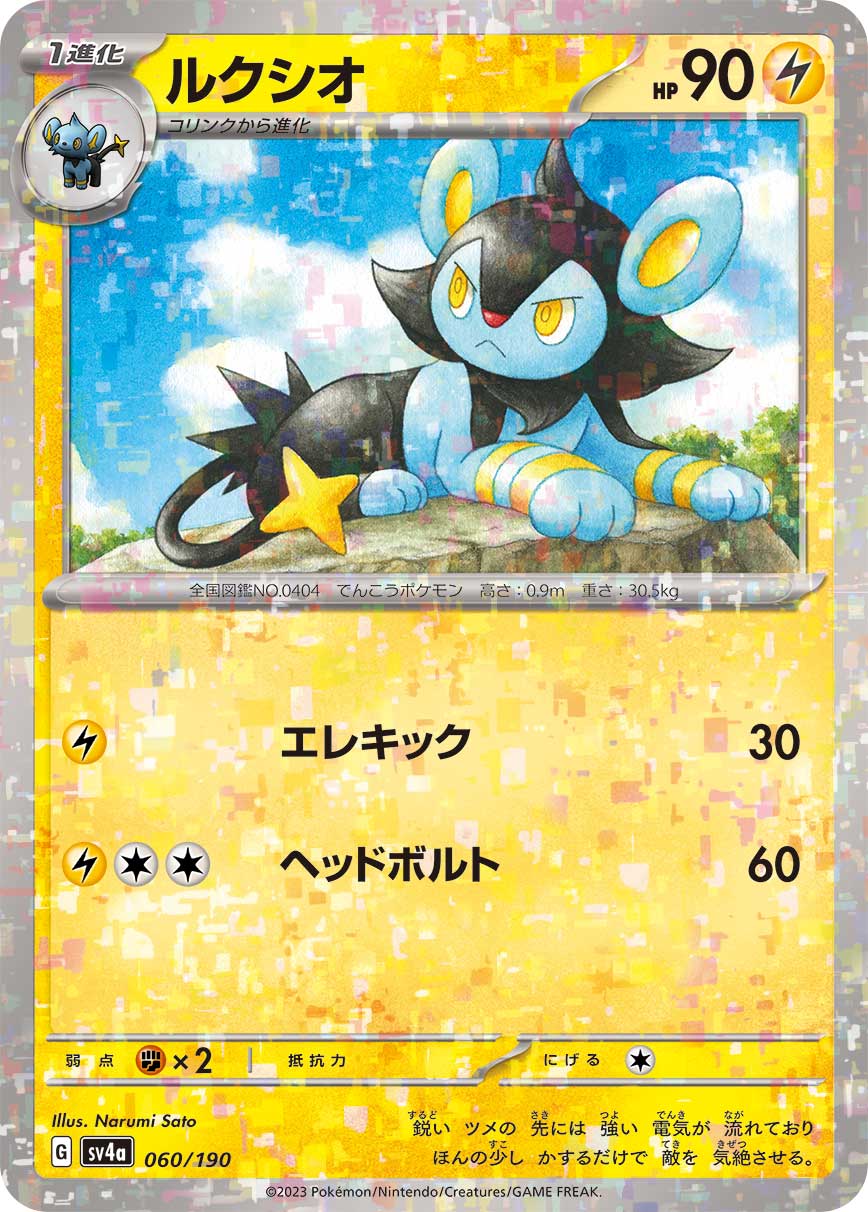 1進化
ルクシオ
HP90
コリンクから進化
全国図鑑NO.0404 でんこうポケモン 高さ：0.9m 重さ：30.5kg
エレキック 30
ヘッドボルト 60
弱点 ×2 抵抗力 にげる
Illus. Narumi Sato
鋭い ツメの 先には 強い 電気が 流れており
ほんの少し かするだけで 敵を 気絶させる。
G sv4a 060/190
©2023 Pokémon/Nintendo/Creatures/GAME FREAK.